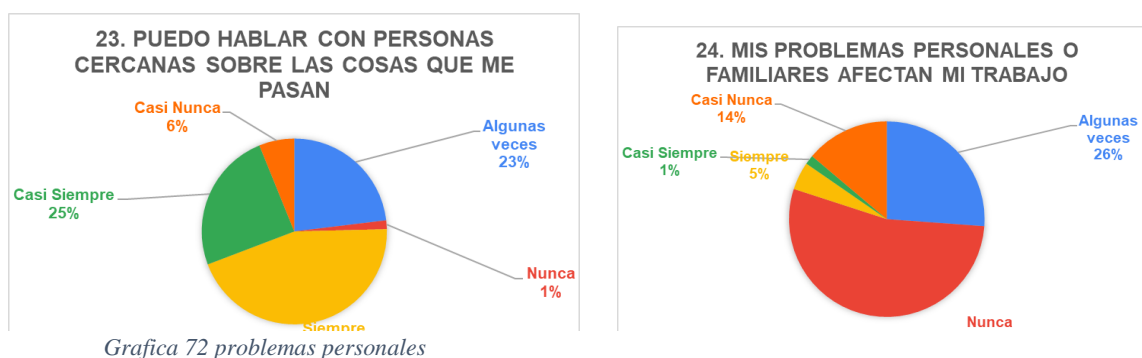 23. PUEDO HABLAR CON PERSONAS
CERCANAS SOBRE LAS COSAS QUE ME
PASAN
Casi Nunca
6%
Algunas
veces
23%
Casi Siempre
25%
Nunca
1%
Siempre
24. MIS PROBLEMAS PERSONALES O
FAMILIARES AFECTAN MI TRABAJO
Casi Nunca
14%
Algunas
veces
26%
Casi Siempre
1%
Siempre
5%
Nunca
Grafica 72 problemas personales